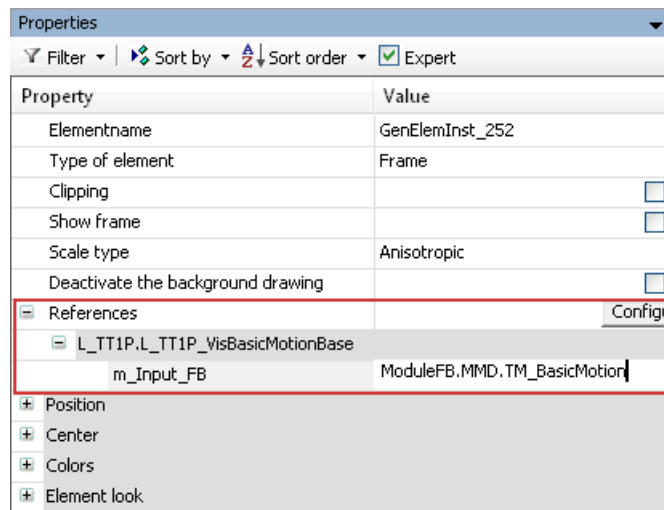 Properties
Filter Sort by Sort order Expert
Property Value
Elementname GenElemInst_252
Type of element Frame
Clipping
Show frame
Scale type Anisotropic
Deactivate the background drawing
References Configu
L_TT1P.L_TT1P_VisBasicMotionBase
m_Input_FB ModuleFB.MMD.TM_BasicMotion
Position
Center
Colors
Element look